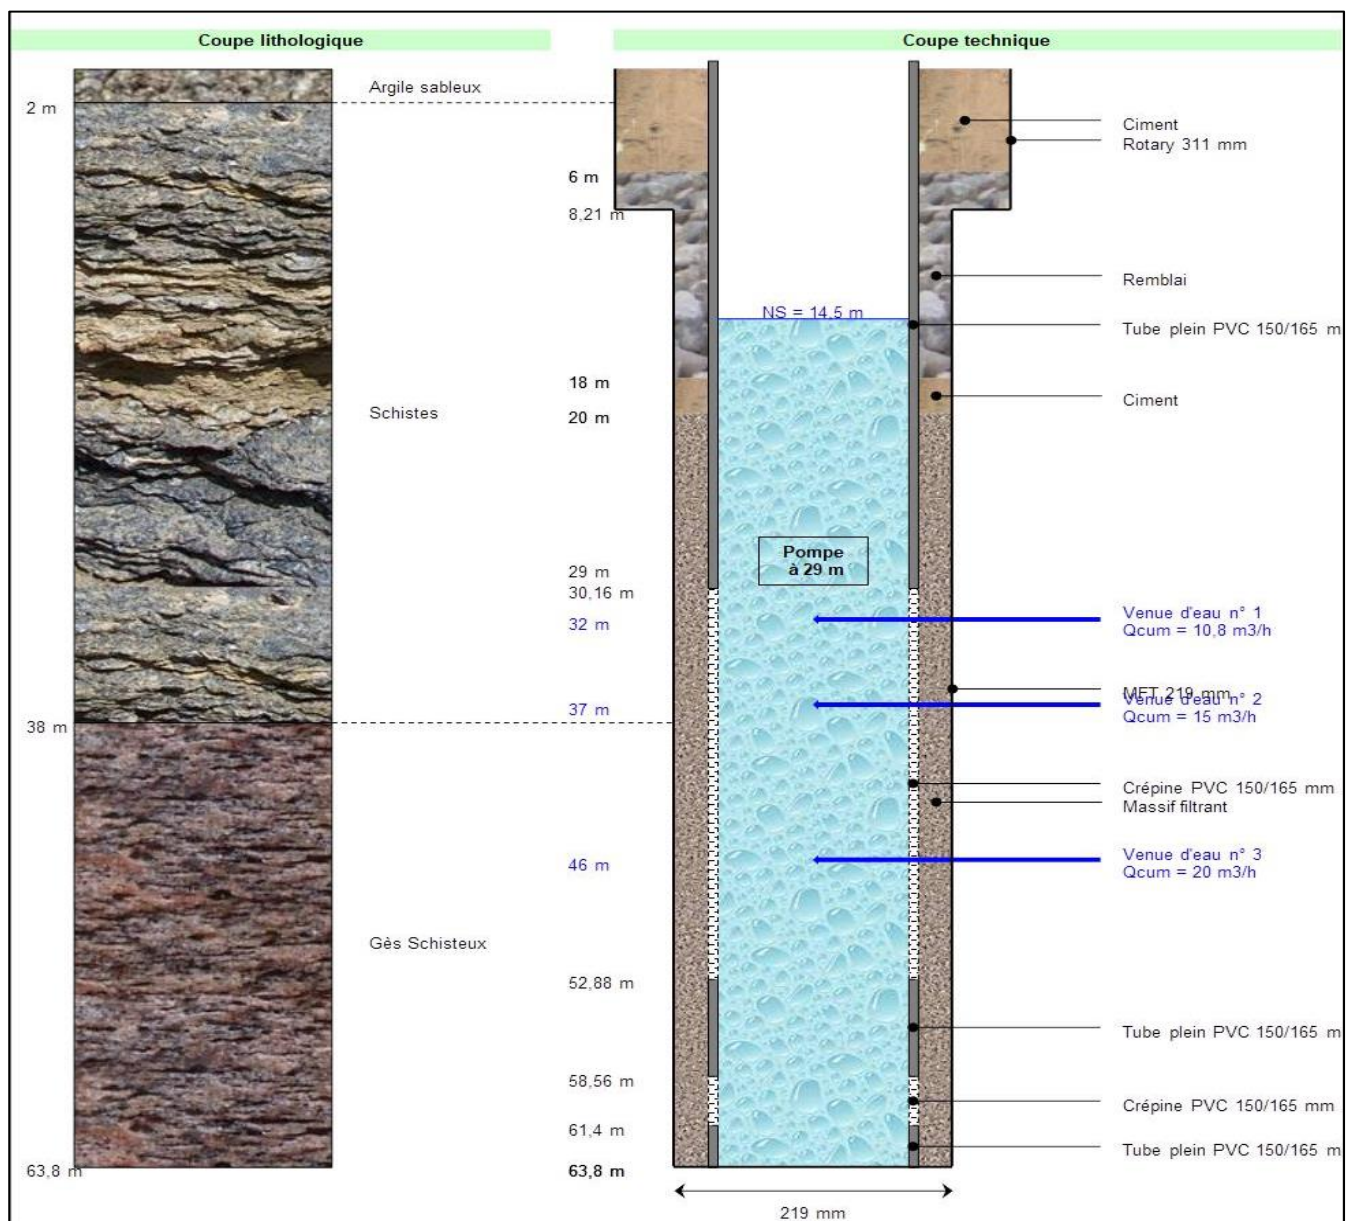 Coupe lithologique
Coupe technique
Argile sableux
2 m
Ciment
Rotary 311 mm
6 m
8,21 m
Remblai
NS = 14,5 m
Tube plein PVC 150/165 m
18 m
Schistes
20 m
Ciment
Pompe
à 29 m
29 m
30,16 m
32 m
Venue d'eau n° 1
Qcum = 10,8 m3/h
MFT 219 mm
37 m
Venue d'eau n° 2
Qcum = 15 m3/h
38 m
Crépine PVC 150/165 mm
Massif filtrant
46 m
Venue d'eau n° 3
Qcum = 20 m3/h
Gès Schisteux
52,88 m
Tube plein PVC 150/165 m
58,56 m
Crépine PVC 150/165 mm
61,4 m
Tube plein PVC 150/165 m
63,8 m
63,8 m
219 mm